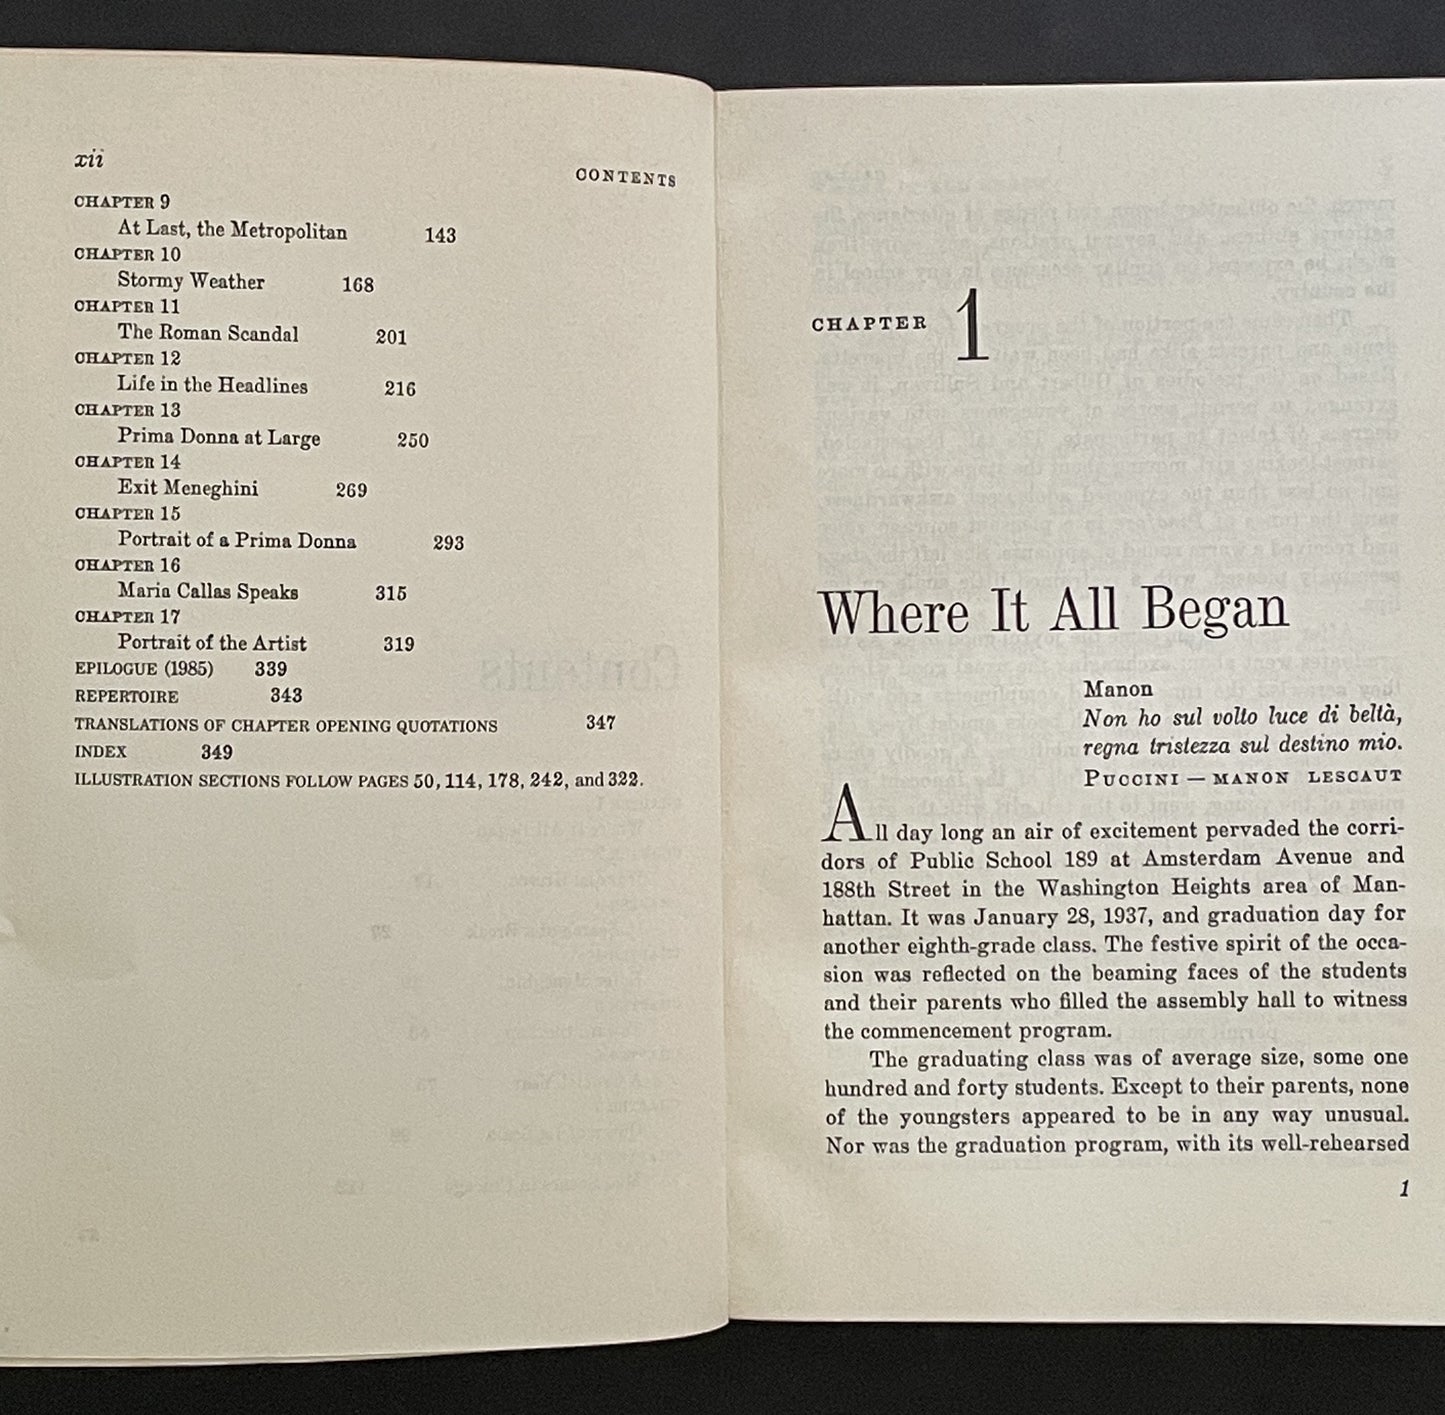 xii
CONTENTS
CHAPTER 9
At Last, the Metropolitan 143
CHAPTER 10
Stormy Weather 168
CHAPTER 11
The Roman Scandal 201
CHAPTER 12
Life in the Headlines 216
CHAPTER 13
Prima Donna at Large 250
CHAPTER 14
Exit Meneghini 269
CHAPTER 15
Portrait of a Prima Donna 293
CHAPTER 16
Maria Callas Speaks 315
CHAPTER 17
Portrait of the Artist 319
EPILOGUE (1985) 339
REPERTOIRE 343
TRANSLATIONS OF CHAPTER OPENING QUOTATIONS 347
INDEX 349
ILLUSTRATION SECTIONS FOLLOW PAGES 50, 114, 178, 242, and 322.
CHAPTER 1
Where It All Began
Manon
Non ho sul volto luce di beltà,
regna tristezza sul destino mio.
PUCCINI — MANON LESCAUT
All day long an air of excitement pervaded the corri-
dors of Public School 189 at Amsterdam Avenue and
188th Street in the Washington Heights area of Man-
hattan. It was January 28, 1937, and graduation day for
another eighth-grade class. The festive spirit of the occa-
sion was reflected on the beaming faces of the students
and their parents who filled the assembly hall to witness
the commencement program.
The graduating class was of average size, some one
hundred and forty students. Except to their parents, none
of the youngsters appeared to be in any way unusual.
Nor was the graduation program, with its well-rehearsed
1